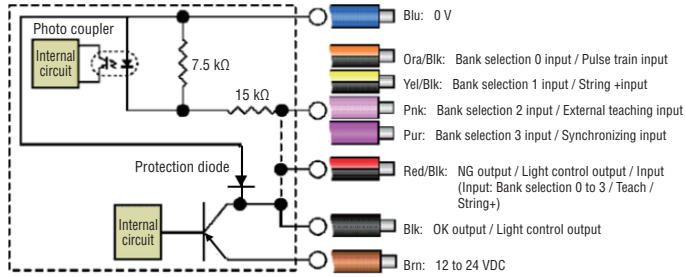 Photo coupler
Internal
circuit
7.5 kΩ
15 kΩ
Protection diode
Internal
circuit
Blu: 0 V
Ora/Blk: Bank selection 0 input / Pulse train input
Yel/Blk: Bank selection 1 input / String +input
Pnk: Bank selection 2 input / External teaching input
Pur: Bank selection 3 input / Synchronizing input
Red/Blk: NG output / Light control output / Input
(Input: Bank selection 0 to 3 / Teach /
String+)
Blk: OK output / Light control output
Brn: 12 to 24 VDC